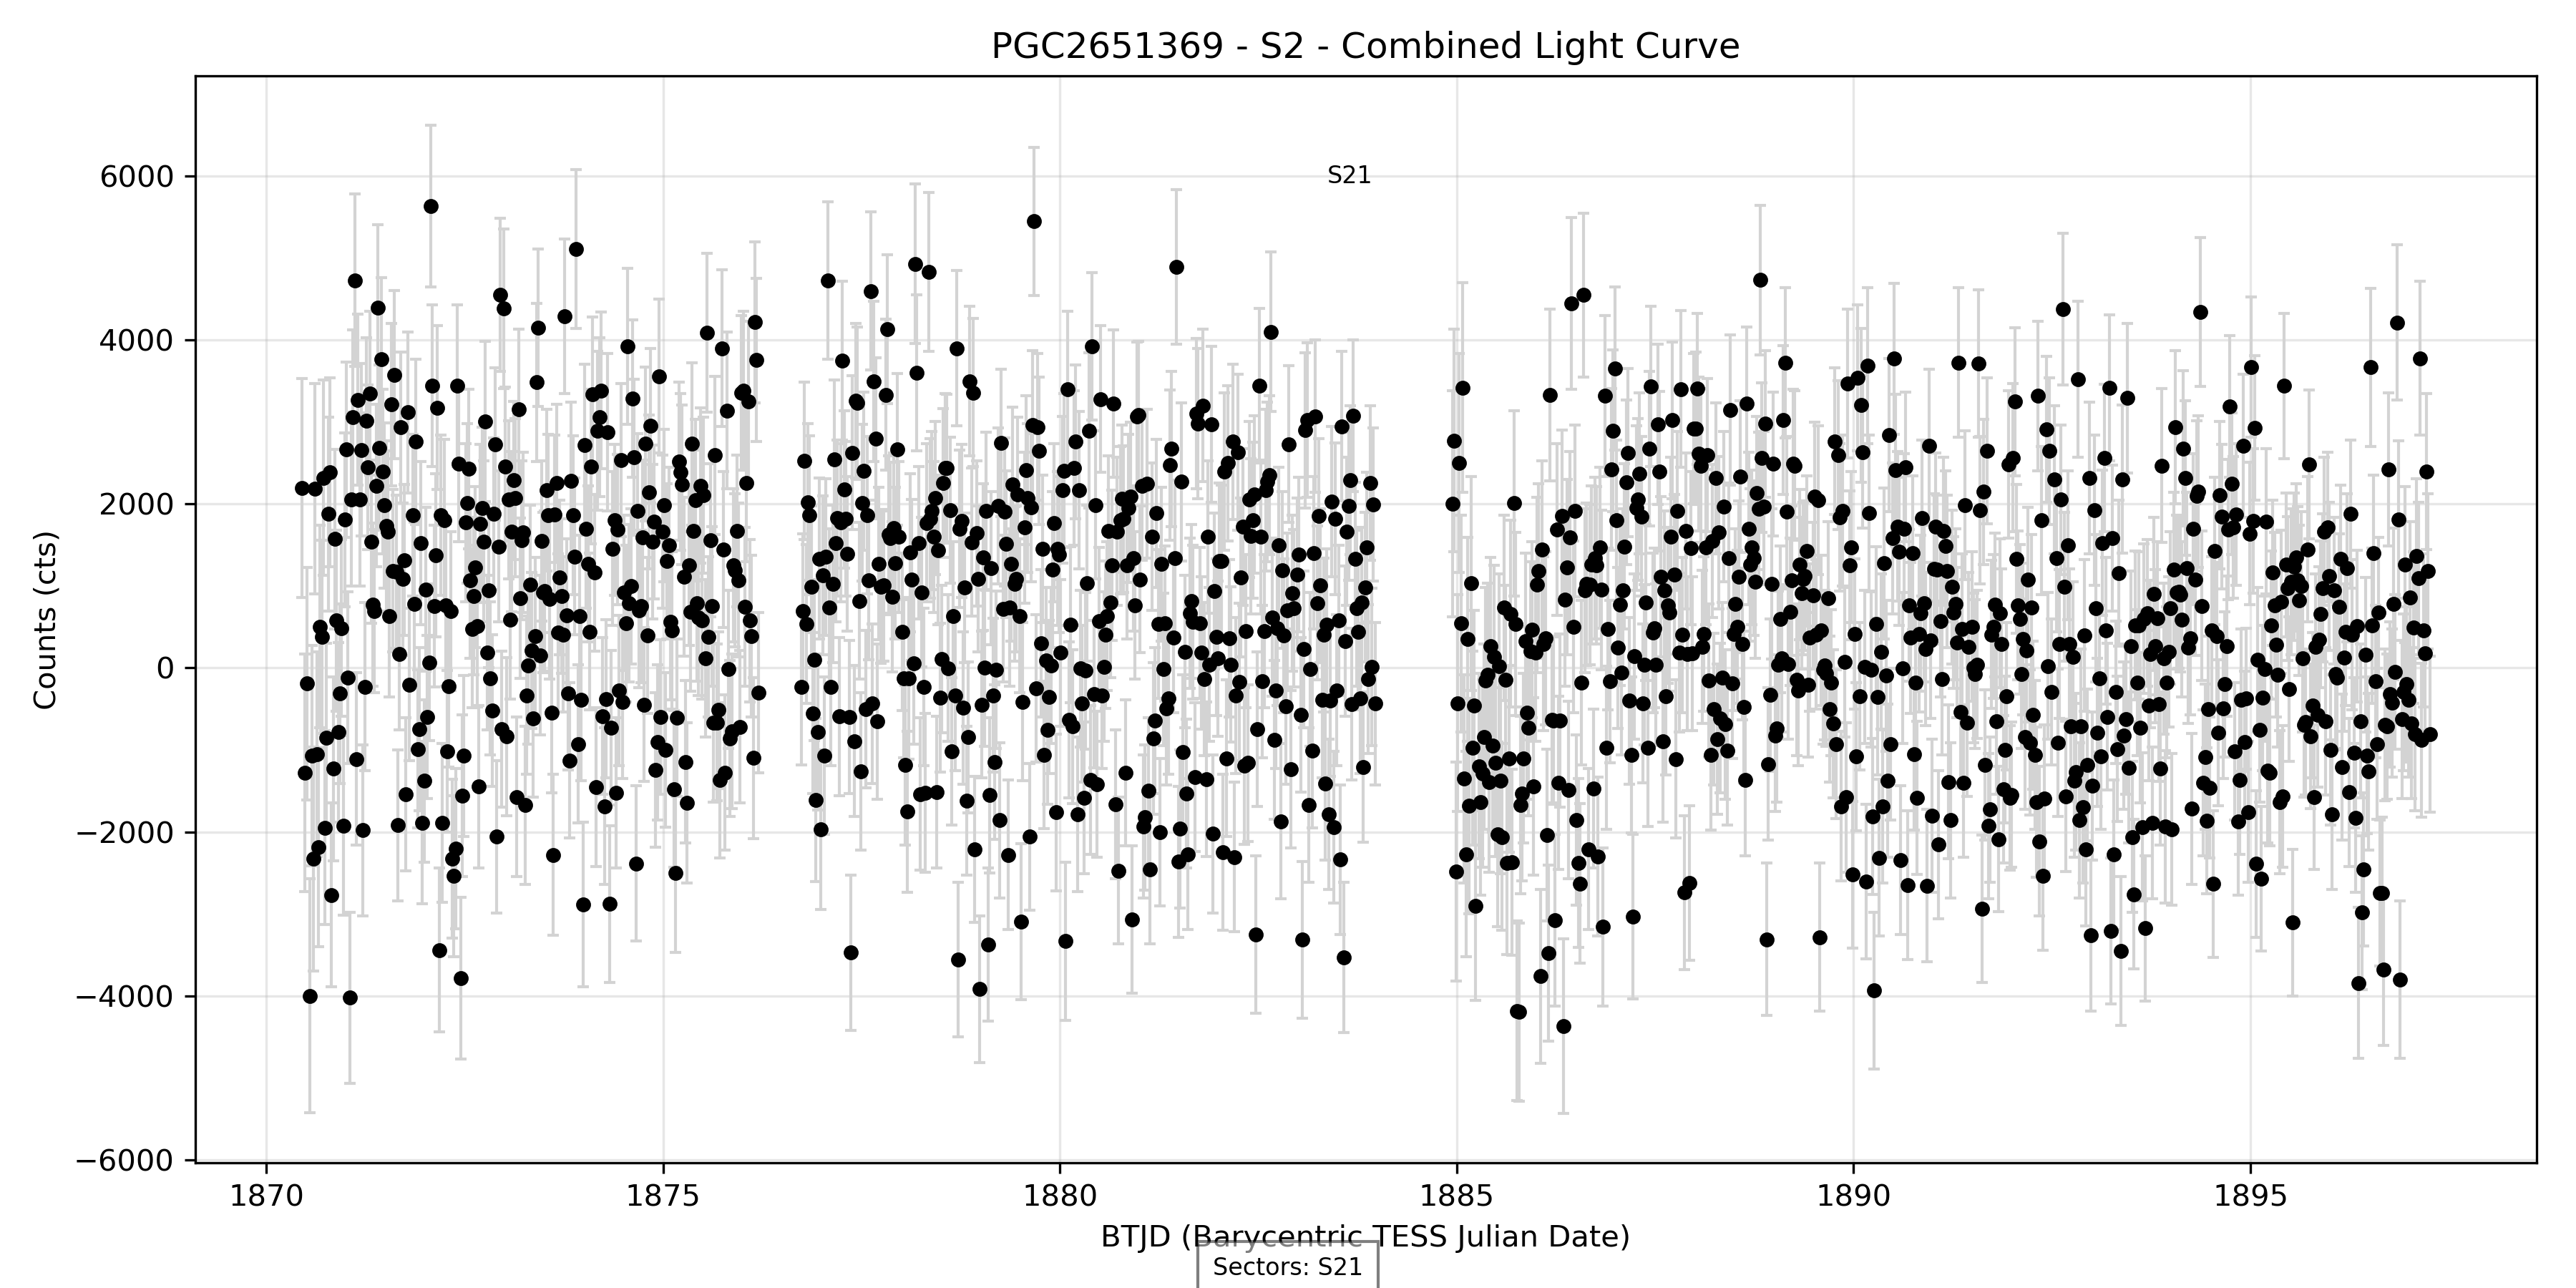 PGC2651369 - S2 - Combined Light Curve
S21
6000
4000
2000
0
−2000
−4000
−6000
Counts (cts)
1870 1875 1880 1885 1890 1895
BTJD (Barycentric TESS Julian Date)
Sectors: S21